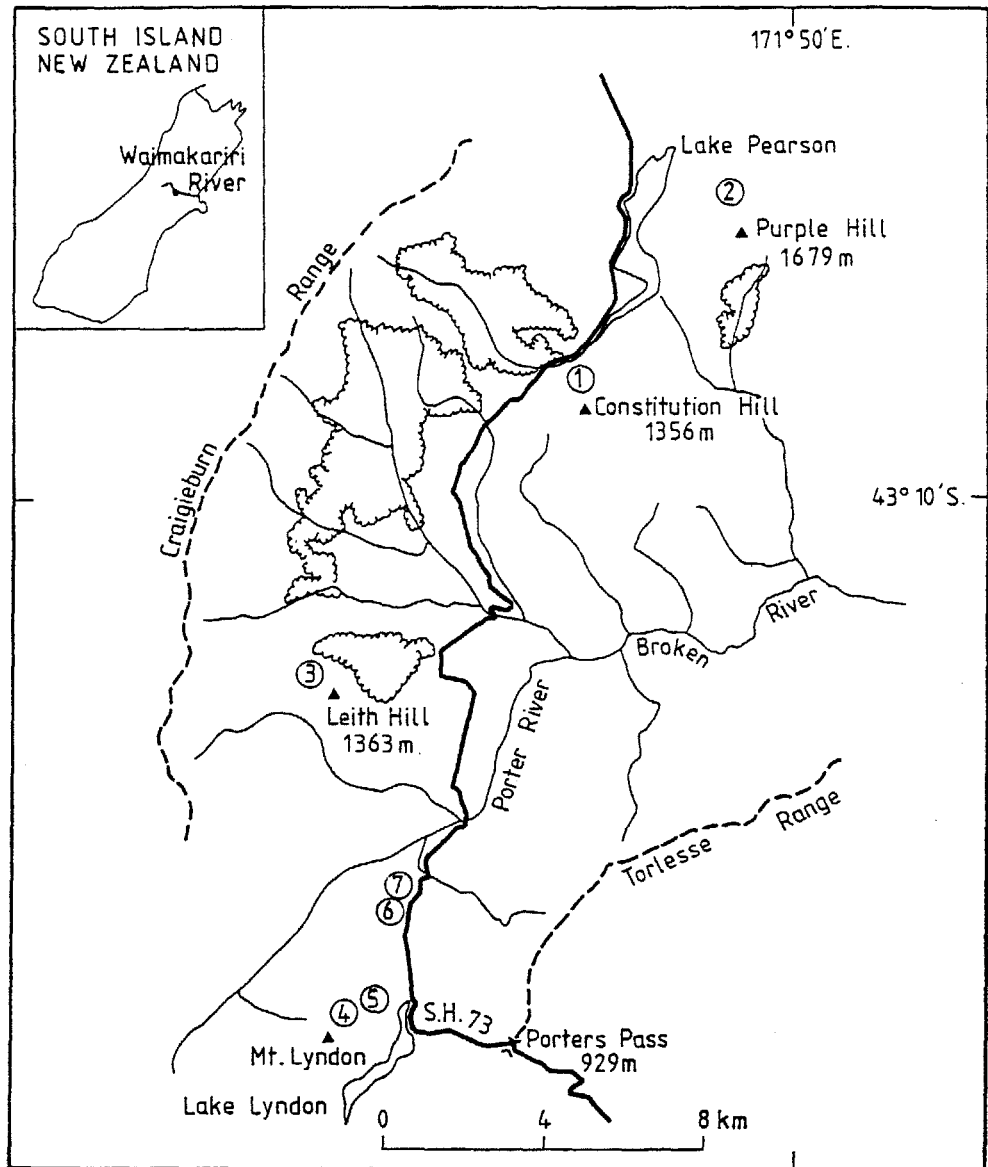 SOUTH ISLAND
NEW ZEALAND
Waimakariri
River
171° 50' E.
Lake Pearson
②
▲ Purple Hill
1679 m
Range
①
▲ Constitution Hill
1356 m
43° 10' S.
Craigieburn
River
Broken
③
▲
Leith Hill
1363 m.
Porter River
Torlesse Range
⑦
⑥
④ ⑤
S.H. 73
▲
Mt. Lyndon
Porters Pass
929m
Lake Lyndon
0 4 8 km